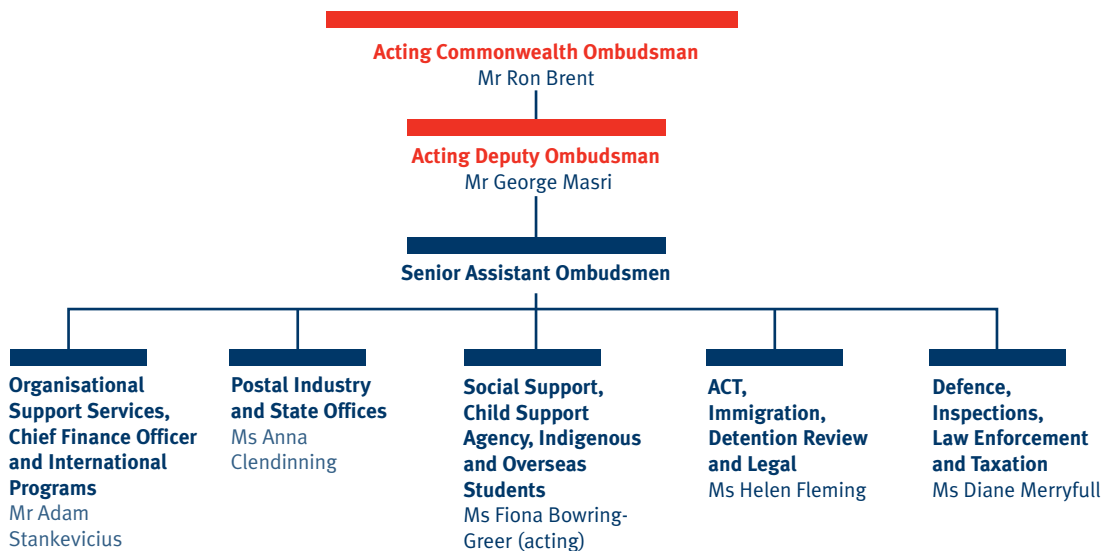 Acting Commonwealth Ombudsman
Mr Ron Brent
Acting Deputy Ombudsman
Mr George Masri
Senior Assistant Ombudsmen
Organisational
Support Services,
Chief Finance Officer
and International
Programs
Mr Adam
Stankevicius
Postal Industry
and State Offices
Ms Anna
Clendinning
Social Support,
Child Support
Agency, Indigenous
and Overseas
Students
Ms Fiona Bowring-
Greer (acting)
ACT,
Immigration,
Detention Review
and Legal
Ms Helen Fleming
Defence,
Inspections,
Law Enforcement
and Taxation
Ms Diane Merryfull